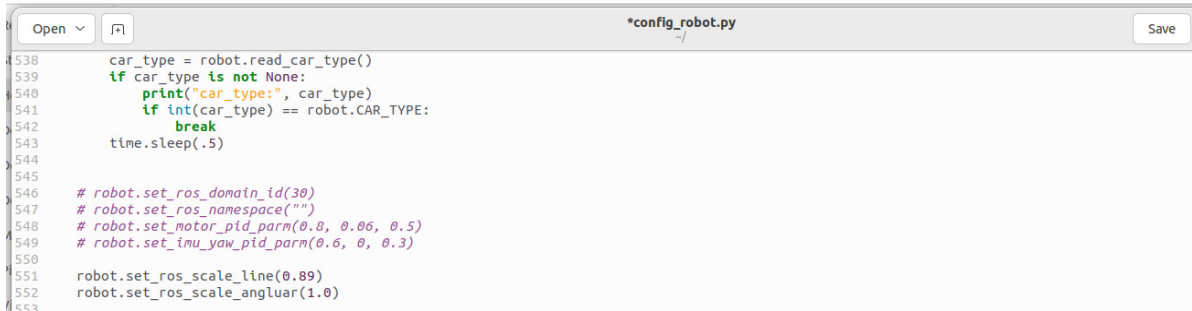 Open
*config_robot.py
~/
Save
538 car_type = robot.read_car_type()
539 if car_type is not None:
540 print("car_type:", car_type)
541 if int(car_type) == robot.CAR_TYPE:
542 break
543 time.sleep(.5)
544
545
546 # robot.set_ros_domain_id(30)
547 # robot.set_ros_namespace("")
548 # robot.set_motor_pid_parm(0.8, 0.06, 0.5)
549 # robot.set_imu_yaw_pid_parm(0.6, 0, 0.3)
550
551 robot.set_ros_scale_line(0.89)
552 robot.set_ros_scale_angluar(1.0)
553